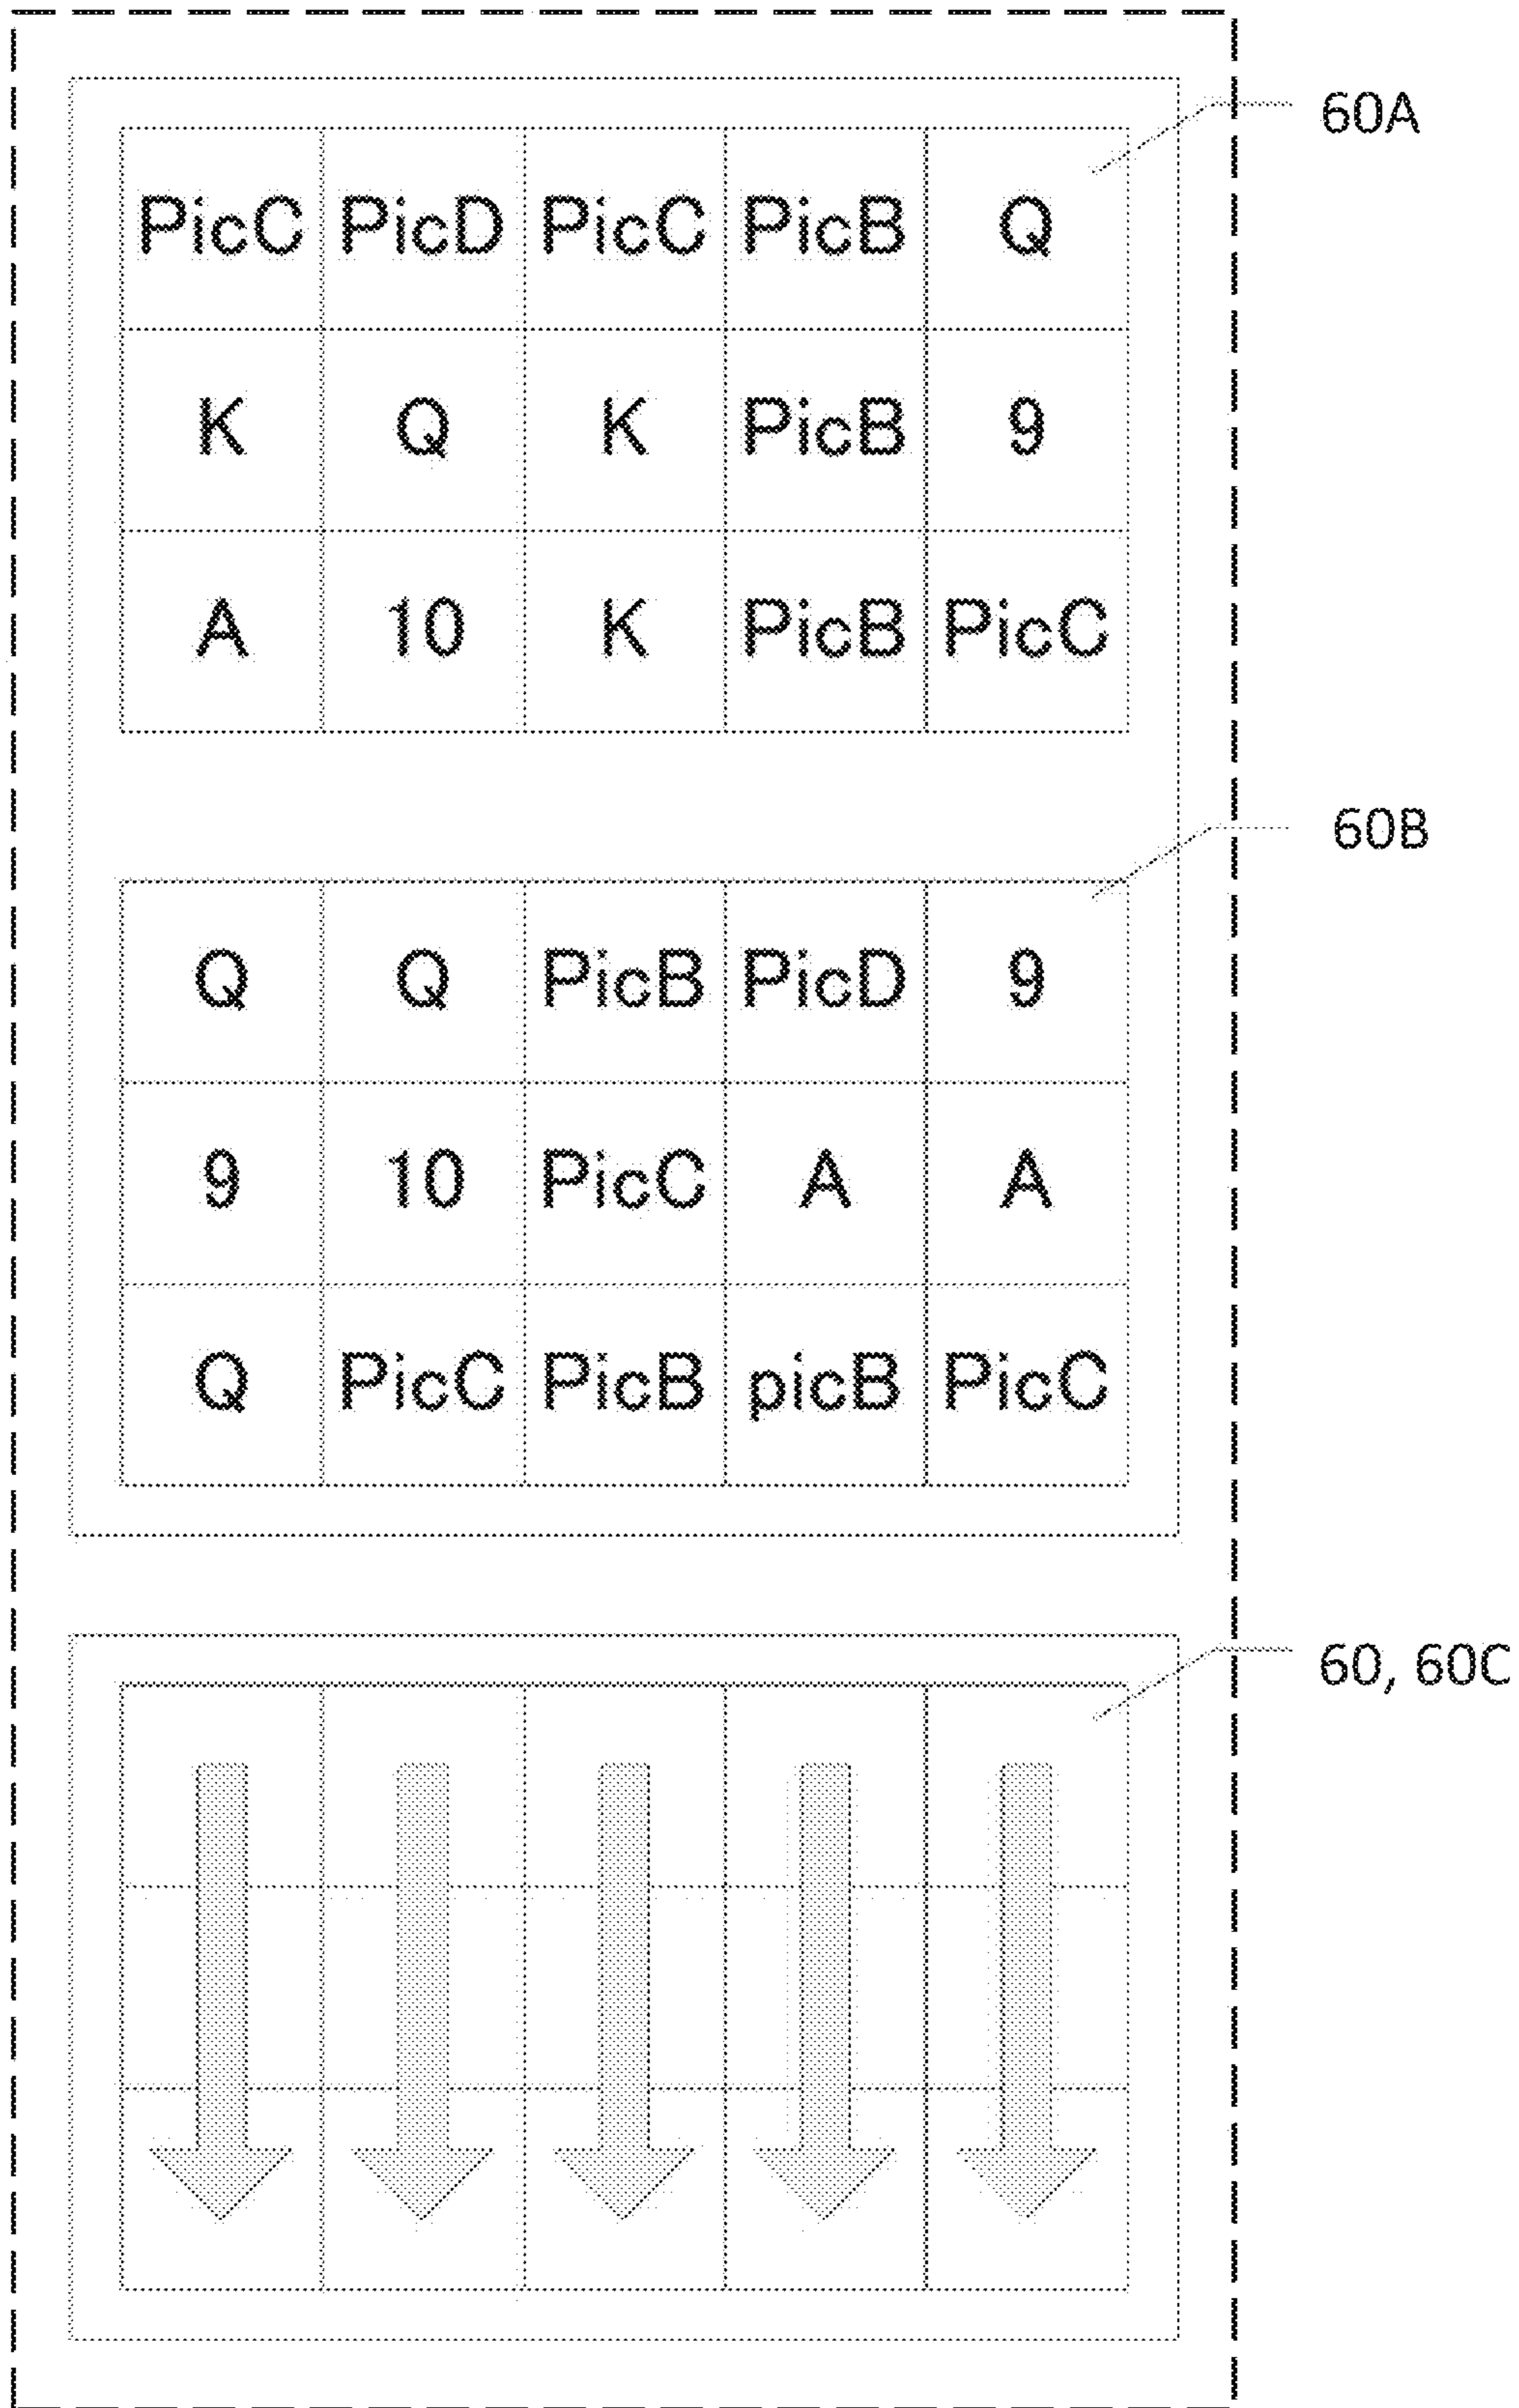 60A
PicC PicD PicC PicB Q
K Q K PicB 9
A 10 K PicB PicC
60B
Q Q PicB PicD 9
9 10 PicC A A
Q PicC PicB picB PicC
60, 60C